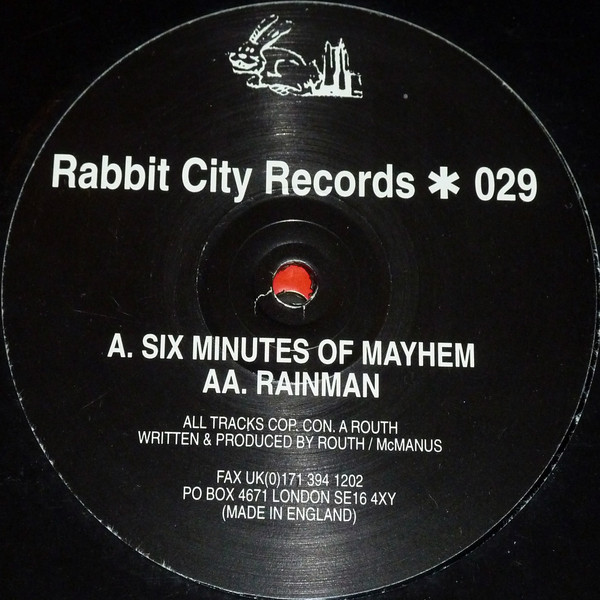 Rabbit City Records * 029
A. SIX MINUTES OF MAYHEM
AA. RAINMAN
ALL TRACKS COP. CON. A ROUTH
WRITTEN & PRODUCED BY ROUTH / McMANUS
FAX UK(0)171 394 1202
PO BOX 4671 LONDON SE16 4XY
(MADE IN ENGLAND)